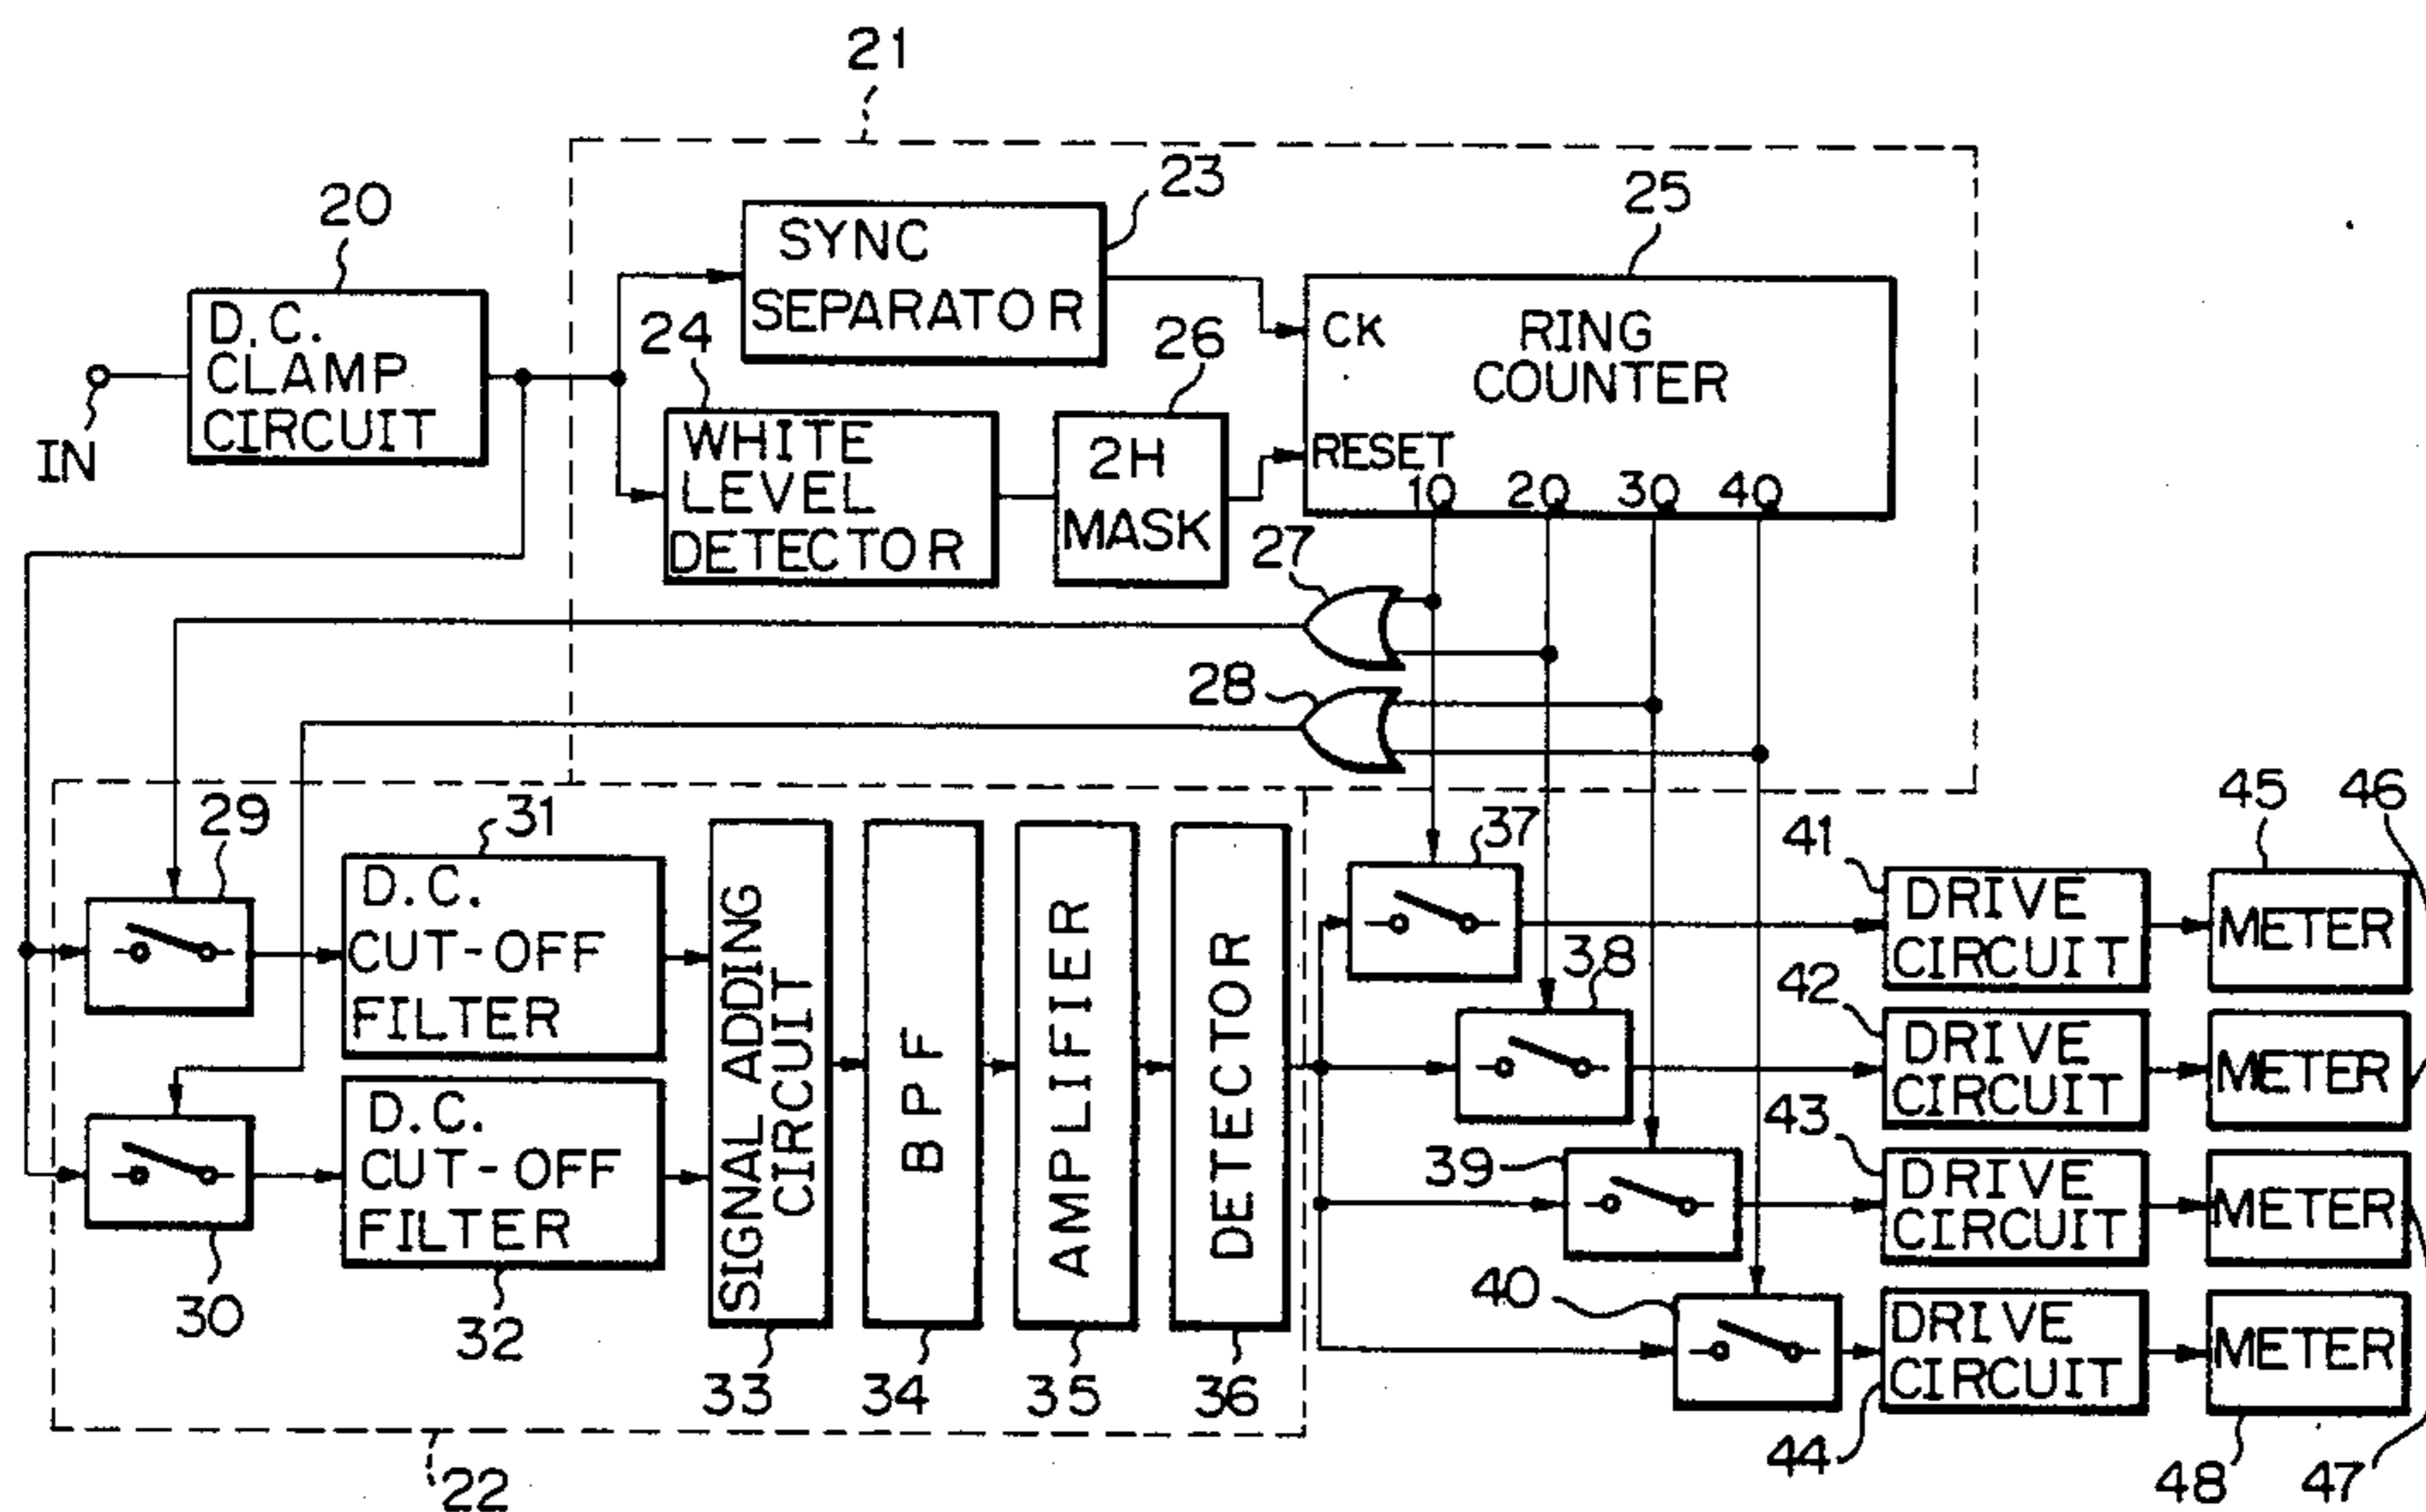 21
20
IN
D.C.
CLAMP
CIRCUIT
23
SYNC
SEPARATOR
24
WHITE
LEVEL
DETECTOR
26
2H
MASK
25
CK
RING
COUNTER
RESET
1Q 2Q 3Q 4Q
27
28
29
30
31
D.C.
CUT-OFF
FILTER
D.C.
CUT-OFF
FILTER
32
SIGNAL ADDING
CIRCUIT
33
BPF
34
AMPLIFIER
35
DETECTOR
36
22
37
38
39
40
41
DRIVE
CIRCUIT
45
METER
46
42
DRIVE
CIRCUIT
METER
43
DRIVE
CIRCUIT
METER
47
DRIVE
CIRCUIT
44
METER
48